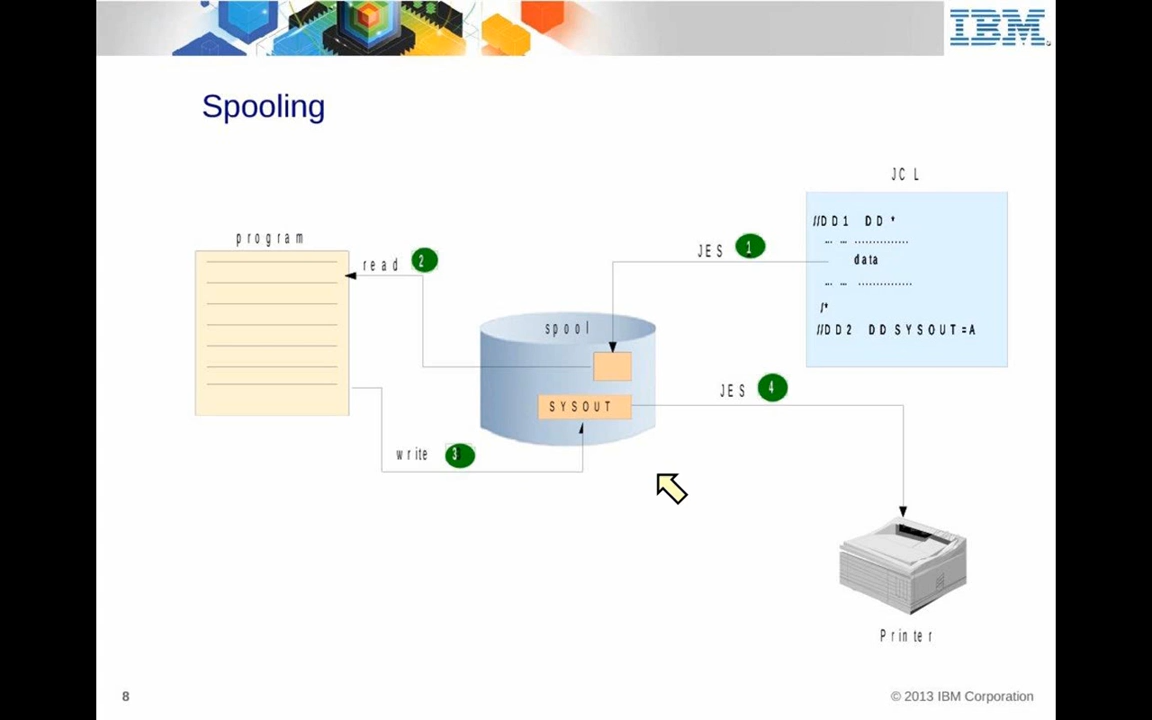 IBM
Spooling
JCL
//DD1 DD *
... ... ...............
data
... ... ...............
/*
//DD2 DD SYSOUT=A
program
read 2
JES 1
spool
SYSOUT
JES 4
write 3
Printer
8
© 2013 IBM Corporation